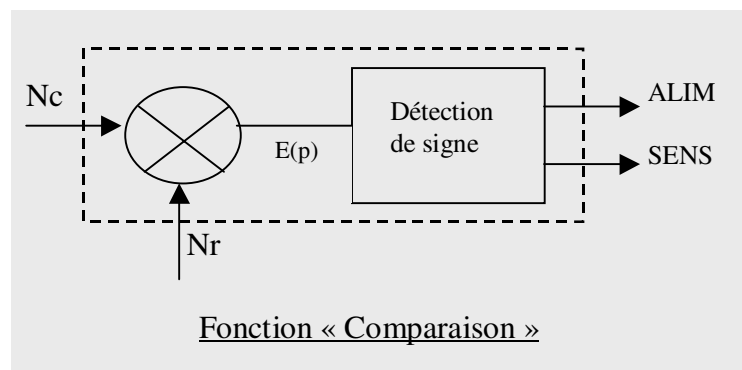 Nc
Nr
E(p)
Détection
de signe
ALIM
SENS
Fonction « Comparaison »